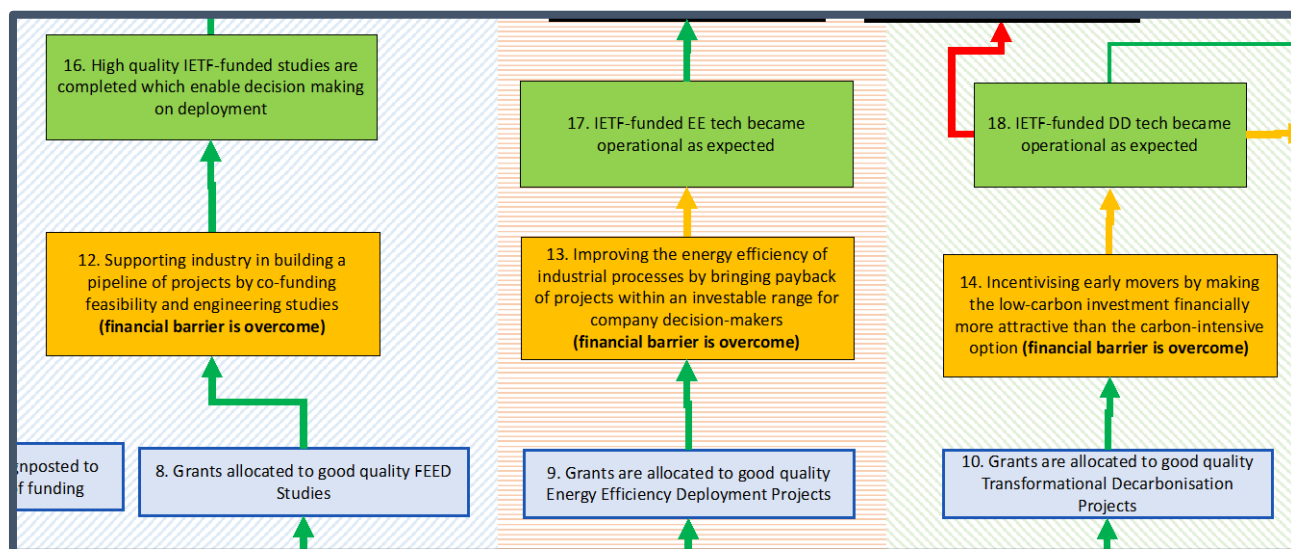 16. High quality IETF-funded studies are
completed which enable decision making
on deployment
17. IETF-funded EE tech became
operational as expected
18. IETF-funded DD tech became
operational as expected
12. Supporting industry in building a
pipeline of projects by co-funding
feasibility and engineering studies
(financial barrier is overcome)
13. Improving the energy efficiency of
industrial processes by bringing payback
of projects within an investable range for
company decision-makers
(financial barrier is overcome)
14. Incentivising early movers by making
the low-carbon investment financially
more attractive than the carbon-intensive
option (financial barrier is overcome)
to
funding
8. Grants allocated to good quality FEED
Studies
9. Grants are allocated to good quality
Energy Efficiency Deployment Projects
10. Grants are allocated to good quality
Transformational Decarbonisation
Projects